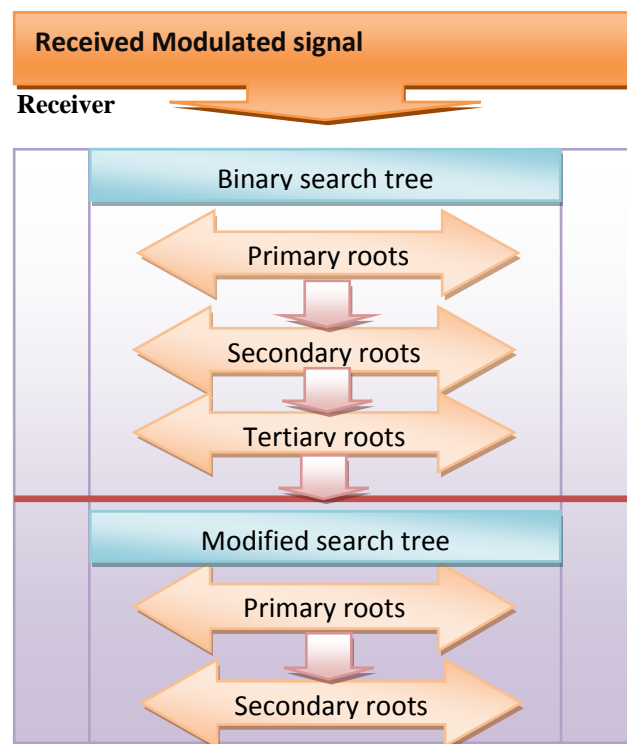 Received Modulated signal
Receiver
Binary search tree
Primary roots
Secondary roots
Tertiary roots
Modified search tree
Primary roots
Secondary roots